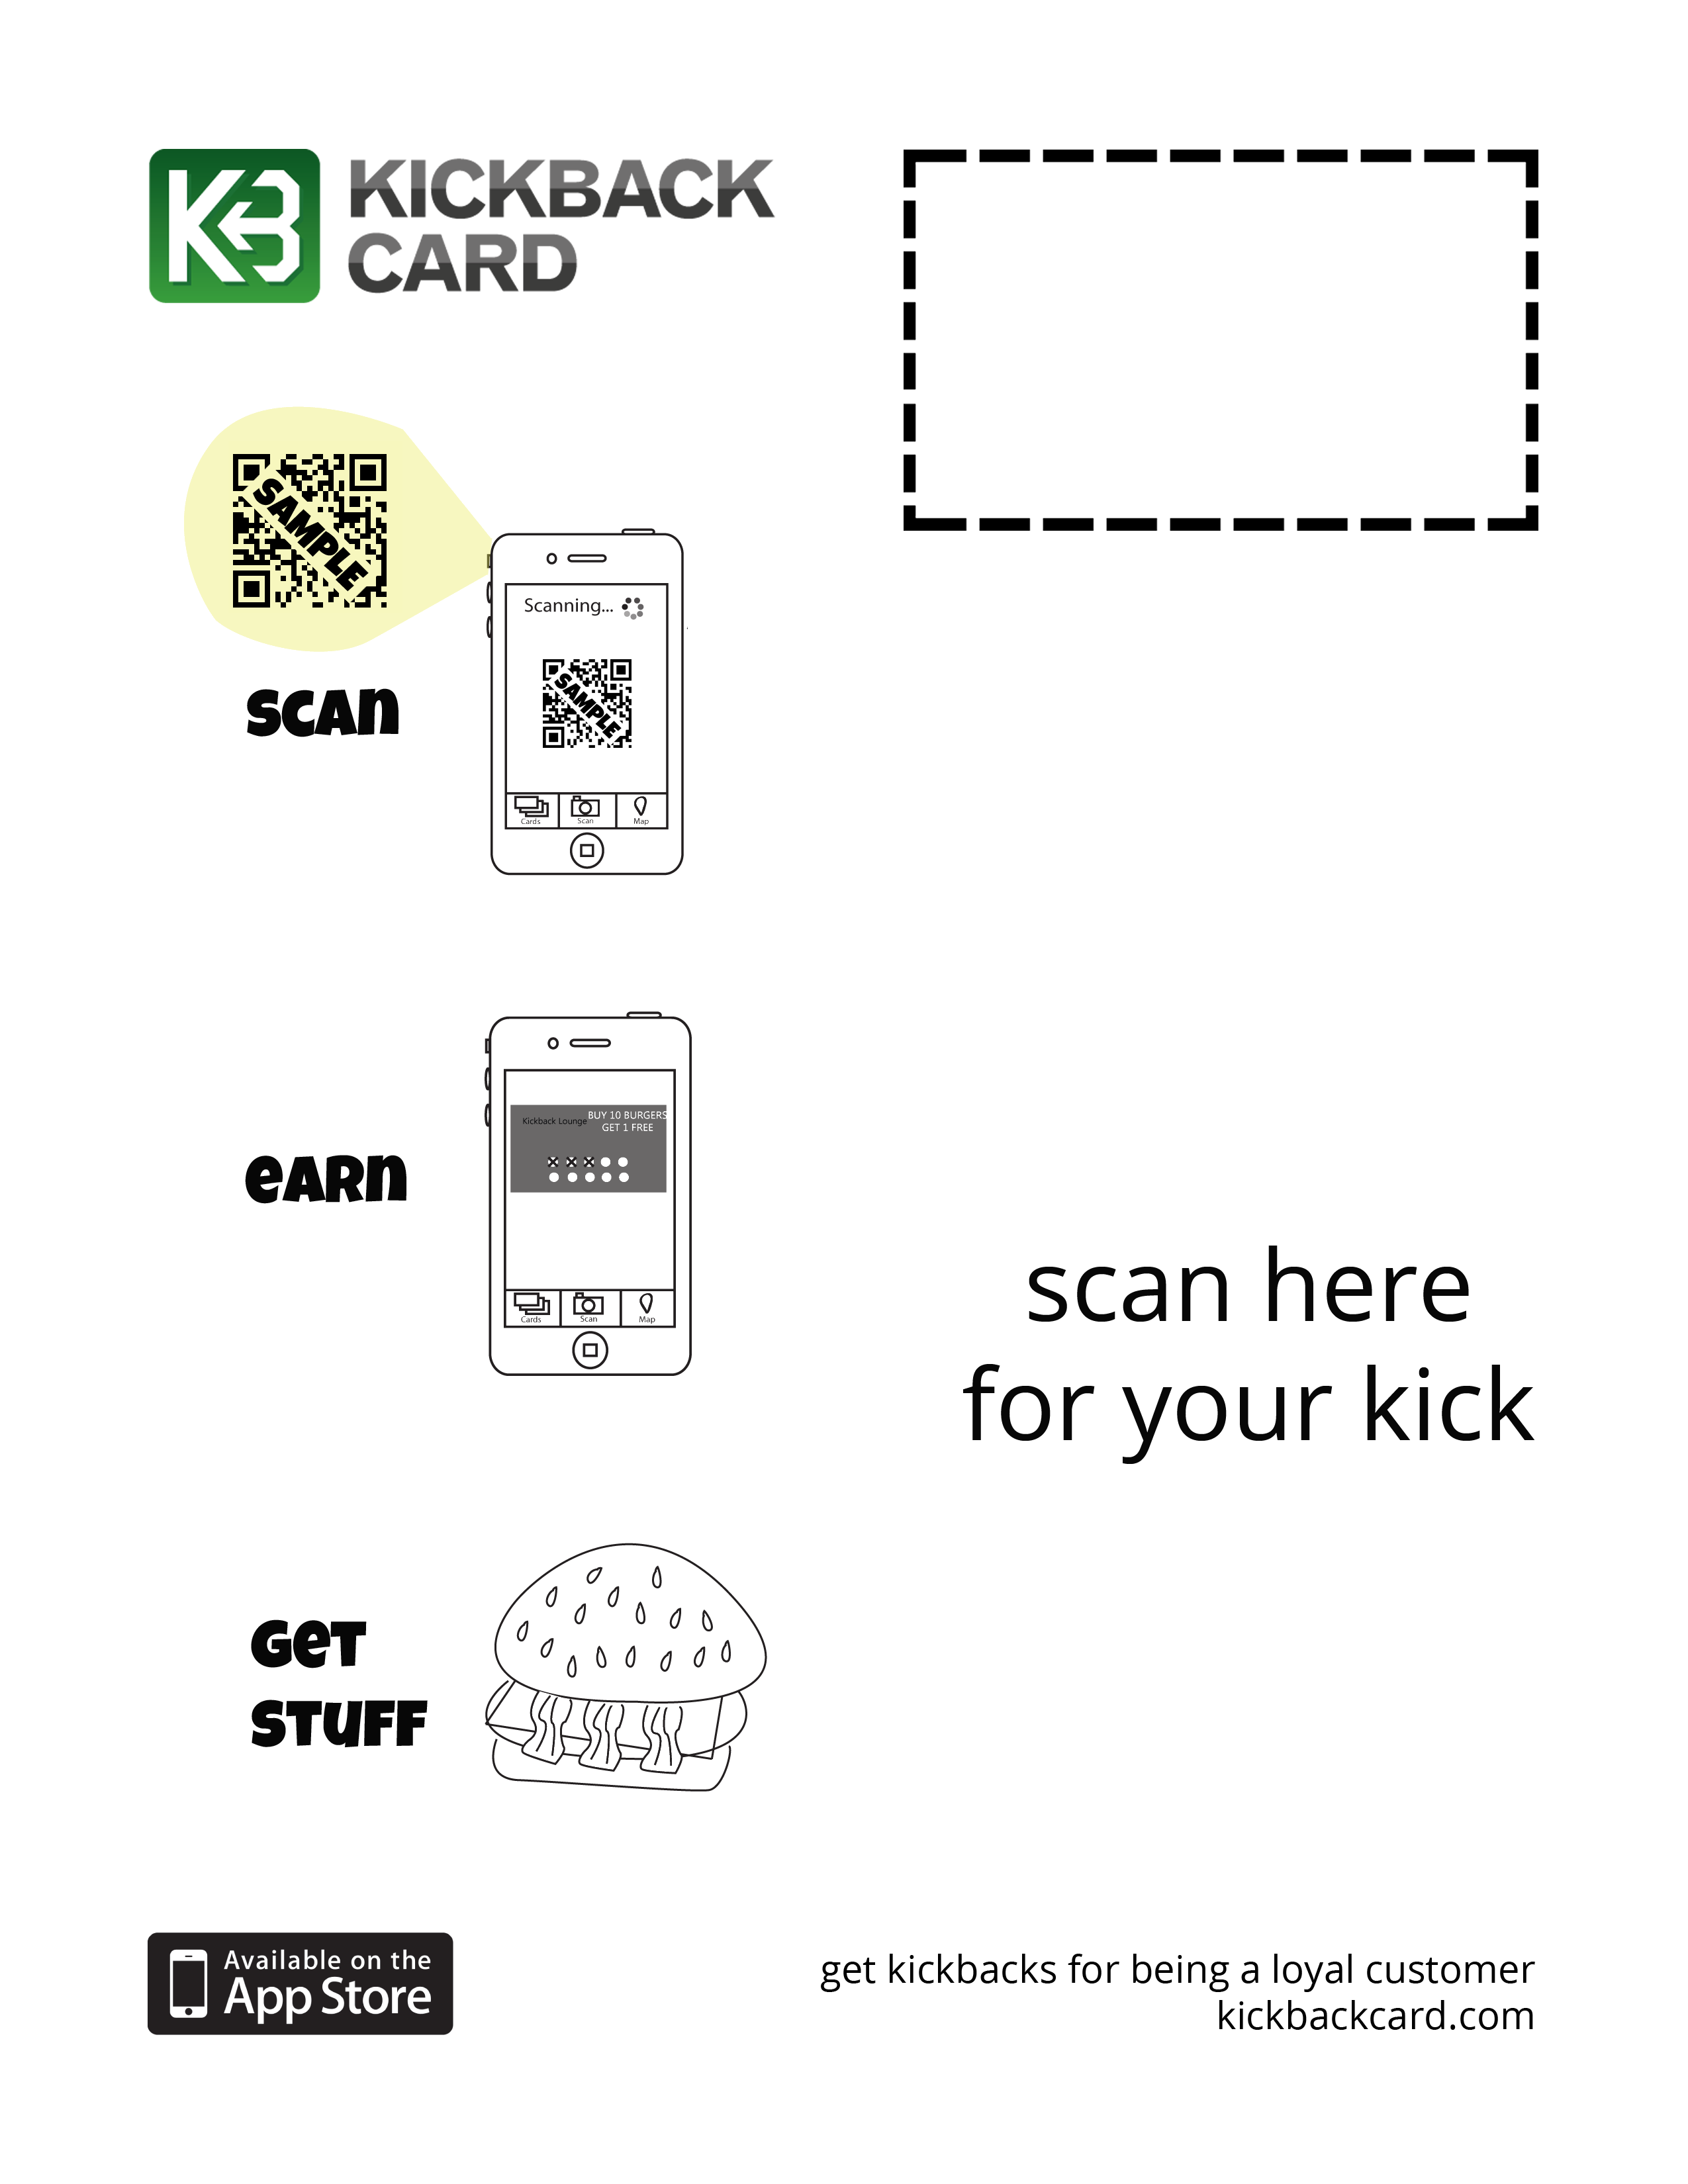 KB
KICKBACK
CARD
SAMPLE
Scanning...
SAMPLE
Cards Scan Map
scan
earn
Kickback Lounge
BUY 10 BURGERS
GET 1 FREE
Cards Scan Map
scan here
for your kick
GET
STUFF
Available on the
App Store
get kickbacks for being a loyal customer
kickbackcard.com